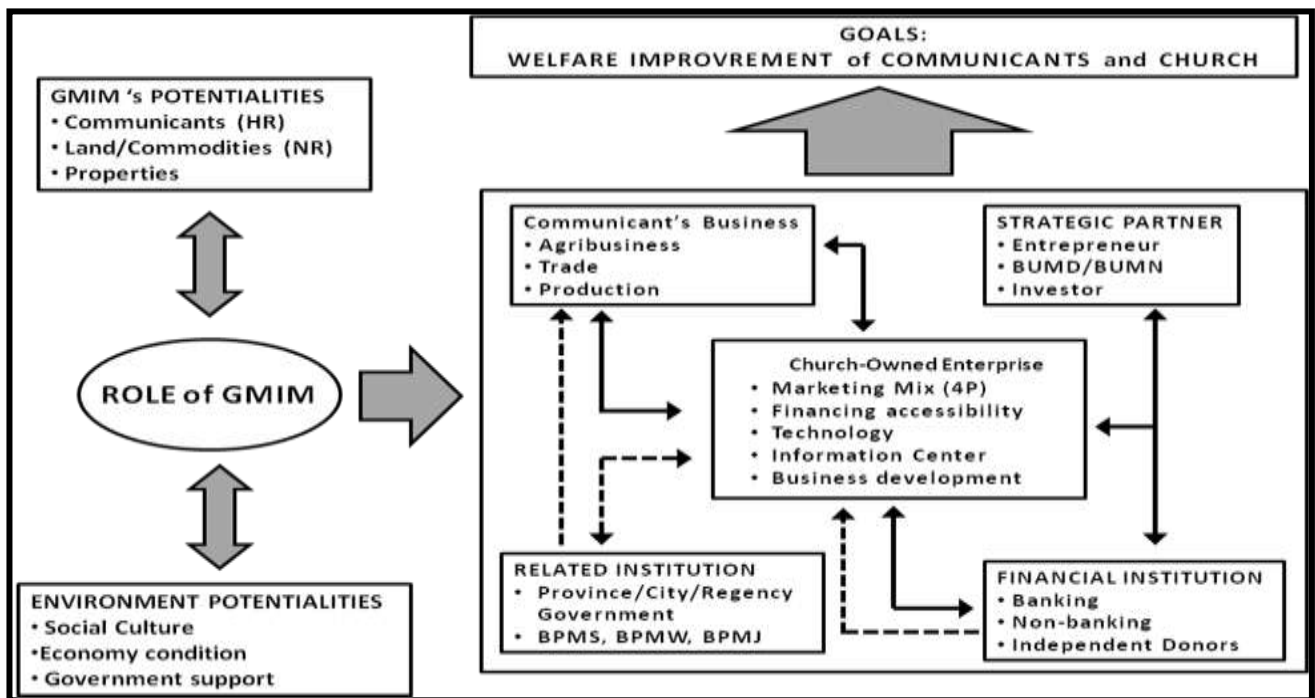 GOALS:
WELFARE IMPROVREMENT of COMMUNICANTS and CHURCH
GMIM 's POTENTIALITIES
• Communicants (HR)
• Land/Commodities (NR)
• Properties
ROLE of GMIM
ENVIRONMENT POTENTIALITIES
• Social Culture
•Economy condition
• Government support
Communicant's Business
• Agribusiness
• Trade
• Production
STRATEGIC PARTNER
• Entrepreneur
• BUMD/BUMN
• Investor
Church-Owned Enterprise
• Marketing Mix (4P)
• Financing accessibility
• Technology
• Information Center
• Business development
RELATED INSTITUTION
• Province/City/Regency
Government
• BPMS, BPMW, BPMJ
FINANCIAL INSTITUTION
• Banking
• Non-banking
• Independent Donors